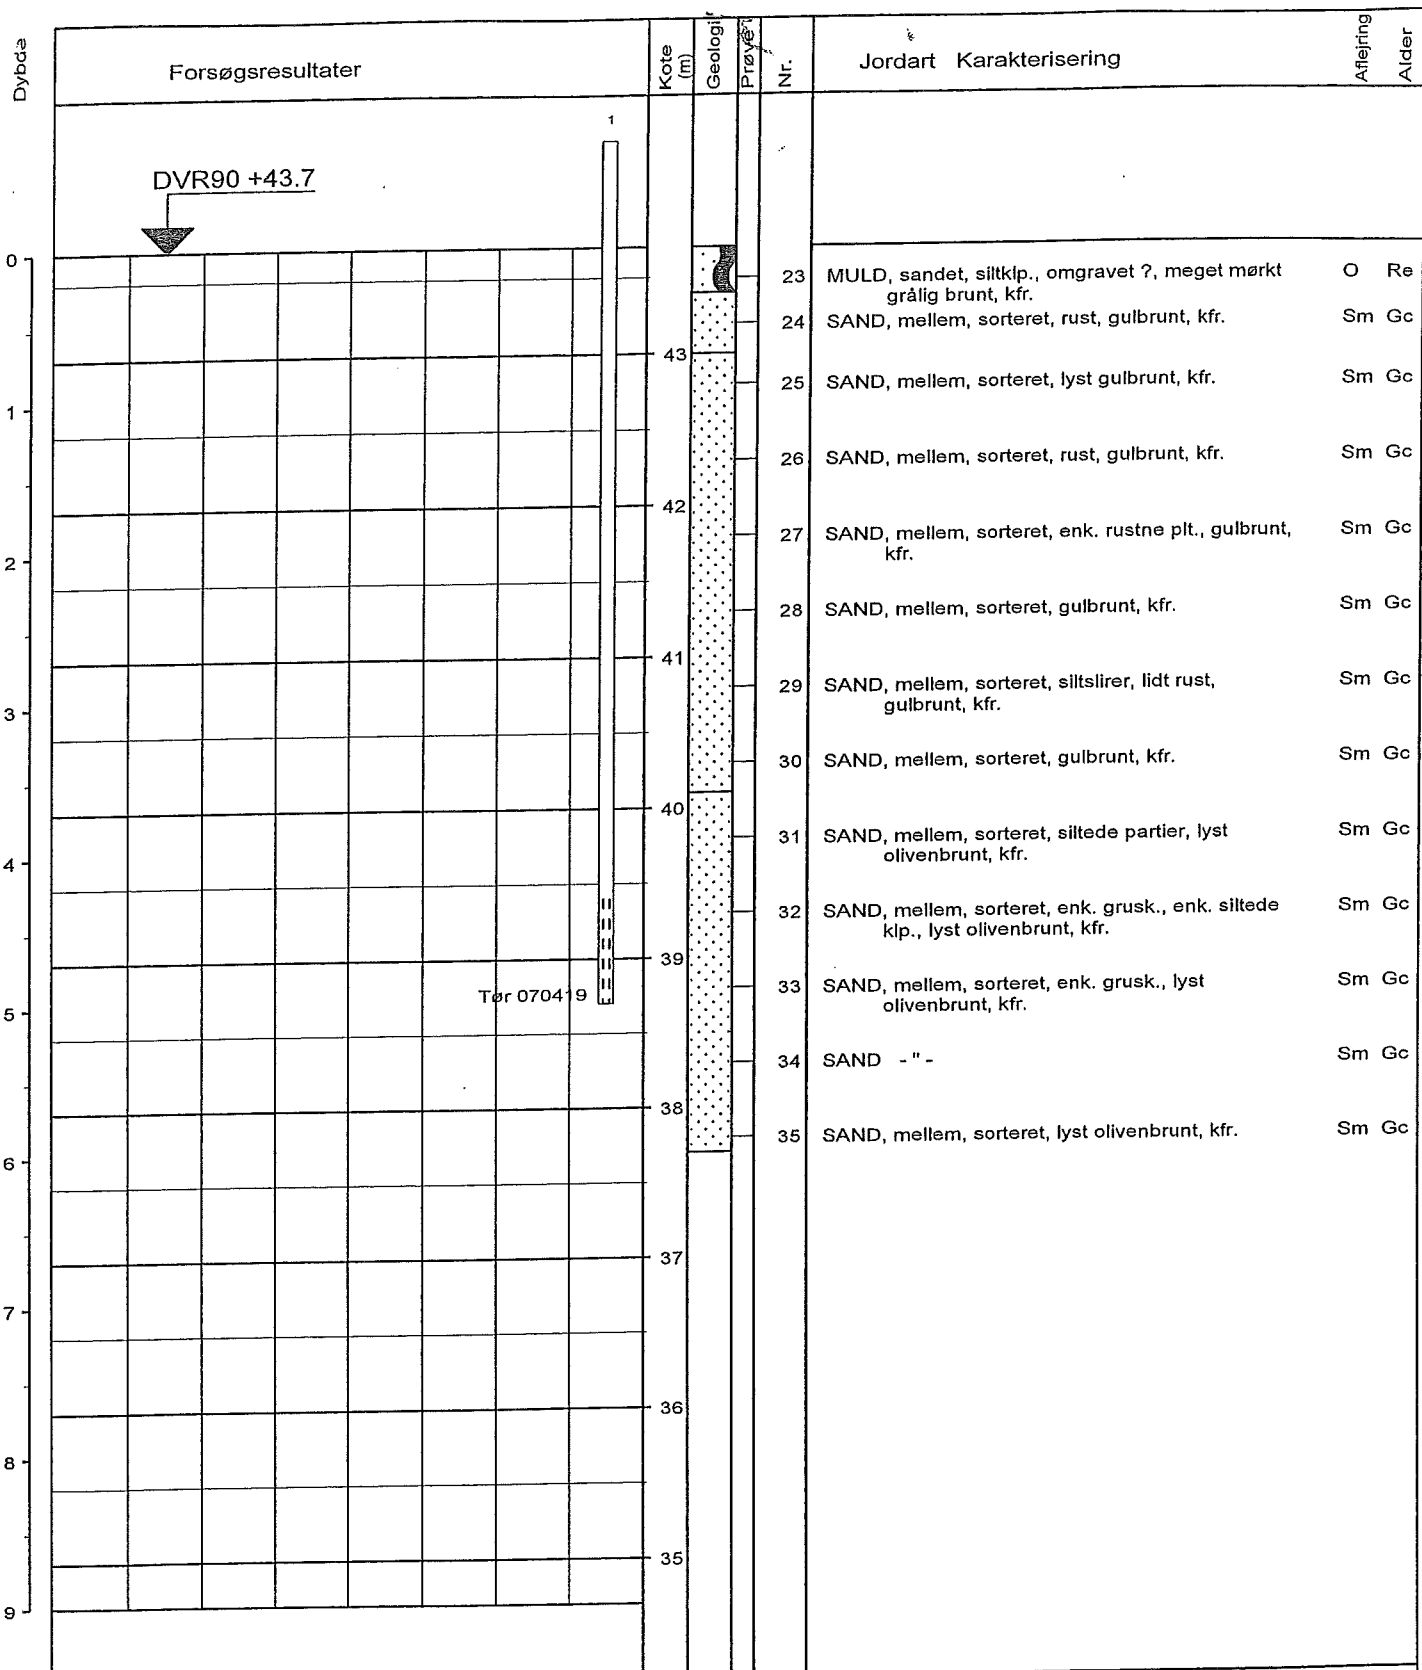 Dybde
Forsøgsresultater
Kote (m)
Geologi
Prøve
Nr.
Jordart Karakterisering
Aflejring
Alder
1
DVR90 +43.7
0
23 MULD, sandet, siltklp., omgravet ?, meget mørkt O Re
grålig brunt, kfr.
24 SAND, mellem, sorteret, rust, gulbrunt, kfr. Sm Gc
43
25 SAND, mellem, sorteret, lyst gulbrunt, kfr. Sm Gc
1
26 SAND, mellem, sorteret, rust, gulbrunt, kfr. Sm Gc
42
27 SAND, mellem, sorteret, enk. rustne plt., gulbrunt, Sm Gc
kfr.
2
28 SAND, mellem, sorteret, gulbrunt, kfr. Sm Gc
41
29 SAND, mellem, sorteret, siltslirer, lidt rust, Sm Gc
gulbrunt, kfr.
3
30 SAND, mellem, sorteret, gulbrunt, kfr. Sm Gc
40
31 SAND, mellem, sorteret, siltede partier, lyst Sm Gc
olivenbrunt, kfr.
4
32 SAND, mellem, sorteret, enk. grusk., enk. siltede Sm Gc
klp., lyst olivenbrunt, kfr.
39
33 SAND, mellem, sorteret, enk. grusk., lyst Sm Gc
olivenbrunt, kfr.
Tør 070419
5
34 SAND - " - Sm Gc
38
35 SAND, mellem, sorteret, lyst olivenbrunt, kfr. Sm Gc
6
37
7
36
8
35
9